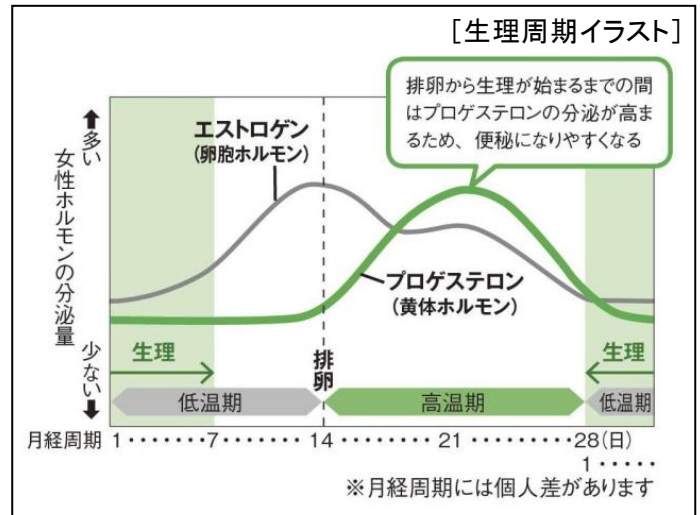 [生理周期イラスト]
排卵から生理が始まるまでの間
はプロゲステロンの分泌が高ま
るため、便秘になりやすくなる
エストロゲン
(卵胞ホルモン)
プロゲステロン
(黄体ホルモン)
↑多い
女性ホルモンの分泌量
少ない↓
生理
排卵
生理
低温期
高温期
低温期
月経周期 1・・・・・・7・・・・・・・14・・・・・・・・21・・・・・・・・・28(日)
1・・・・・
※月経周期には個人差があります